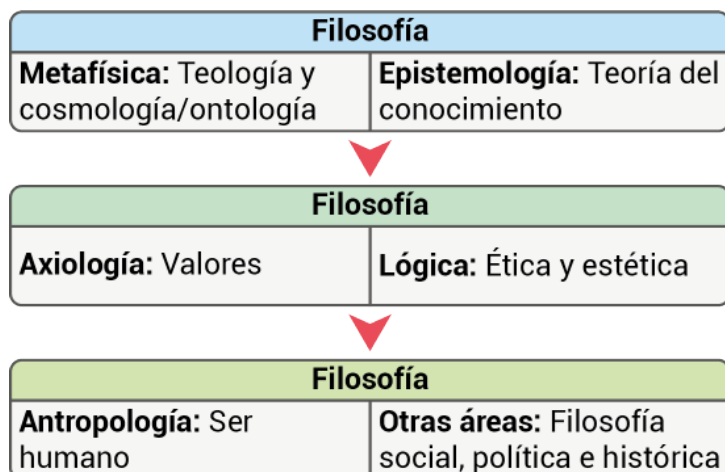 Filosofía
Metafísica: Teología y
cosmología/ontología
Epistemología: Teoría del
conocimiento
Filosofía
Axiología: Valores
Lógica: Ética y estética
Filosofía
Antropología: Ser
humano
Otras áreas: Filosofía
social, política e histórica